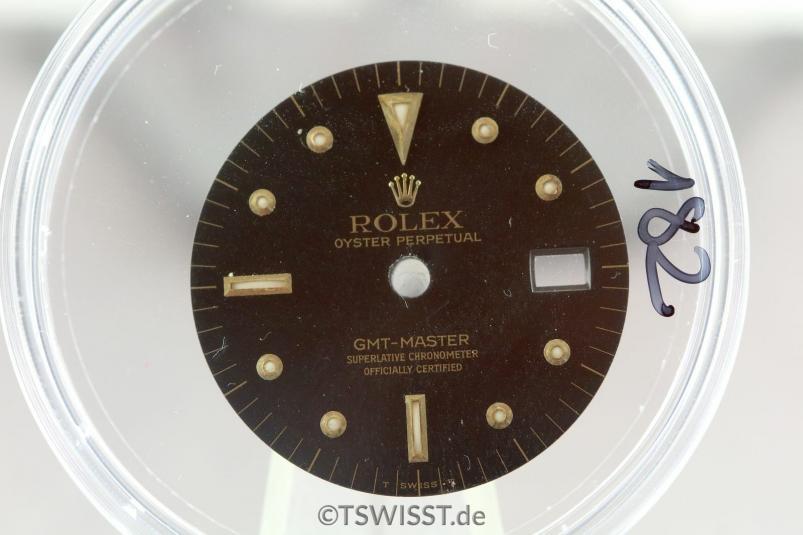 ROLEX
OYSTER PERPETUAL
GMT-MASTER
SUPERLATIVE CHRONOMETER
OFFICIALLY CERTIFIED
T SWISS T
182
©TSWISST.de